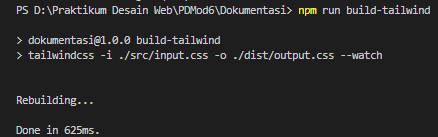 PS D:\Praktikum Desain Web\PDMod6\Dokumentasi> npm run build-tailwind
> dokumentasi@1.0.0 build-tailwind
> tailwindcss -i ./src/input.css -o ./dist/output.css --watch
Rebuilding...
Done in 625ms.